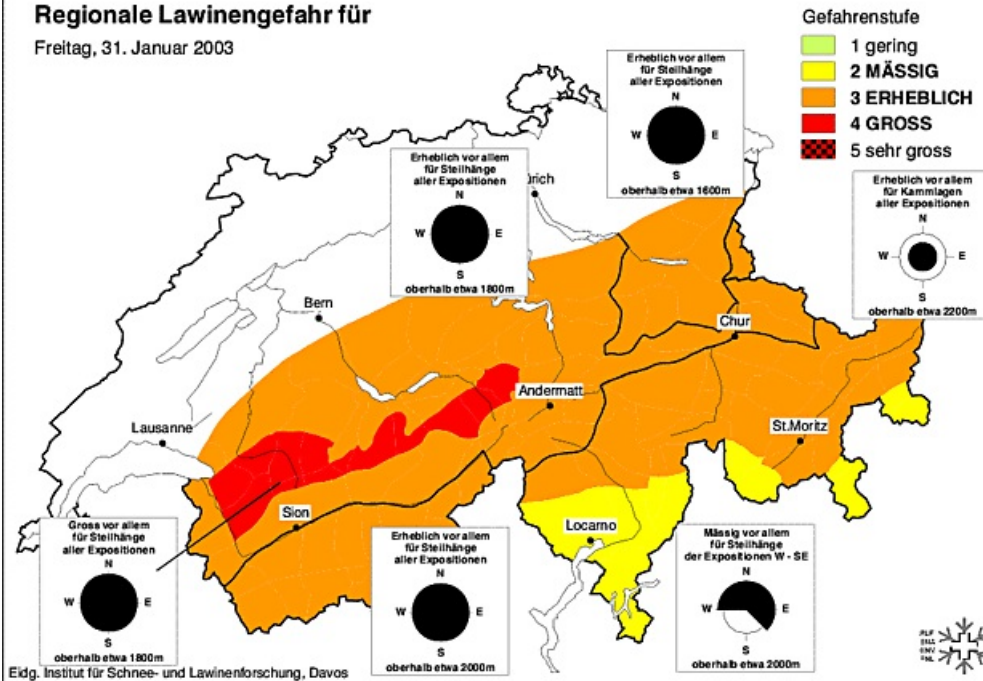 Regionale Lawinengefahr für
Freitag, 31. Januar 2003
Gefahrenstufe
1 gering
2 MÄSSIG
3 ERHEBLICH
4 GROSS
5 sehr gross
Erheblich vor allem
für Steilhänge
aller Expositionen
N
W E
S
oberhalb etwa 1600m
Erheblich vor allem
für Steilhänge
aller Expositionen
N
W E
S
oberhalb etwa 1800m
Erheblich vor allem
für Kammlagen
aller Expositionen
N
W E
S
oberhalb etwa 2200m
ürich
Bern
Chur
Andermatt
Lausanne
St.Moritz
Sion
Locarno
Gross vor allem
für Steilhänge
aller Expositionen
N
W E
S
oberhalb etwa 1800m
Erheblich vor allem
für Steilhänge
aller Expositionen
N
W E
S
oberhalb etwa 2000m
Mässig vor allem
für Steilhänge
der Expositionen W - SE
N
W E
S
oberhalb etwa 2000m
Eidg. Institut für Schnee- und Lawinenforschung, Davos